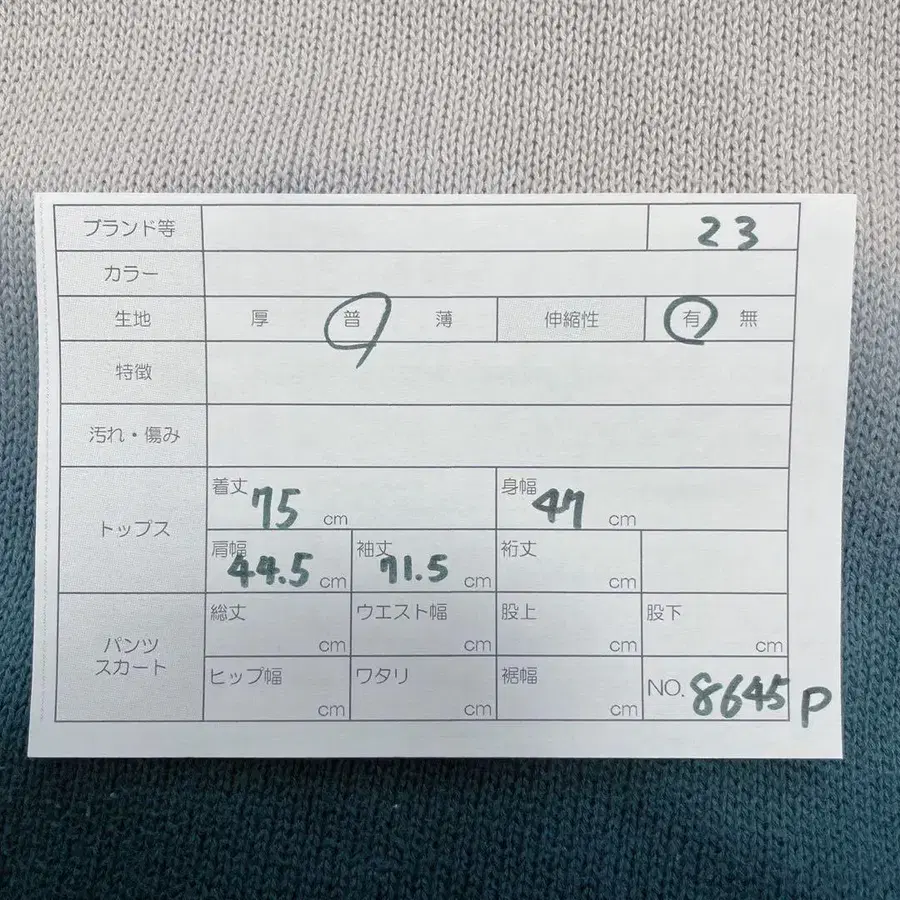 ブランド等 23
カラー
生地 厚 普 薄 伸縮性 有 無
特徴
汚れ・傷み
トップス
着丈 75 cm 身幅 47 cm
肩幅 44.5 cm 袖丈 71.5 cm 裄丈 cm
パンツ
スカート
総丈 cm ウエスト幅 cm 股上 cm 股下 cm
ヒップ幅 cm ワタリ cm 裾幅 cm NO. 8645 P